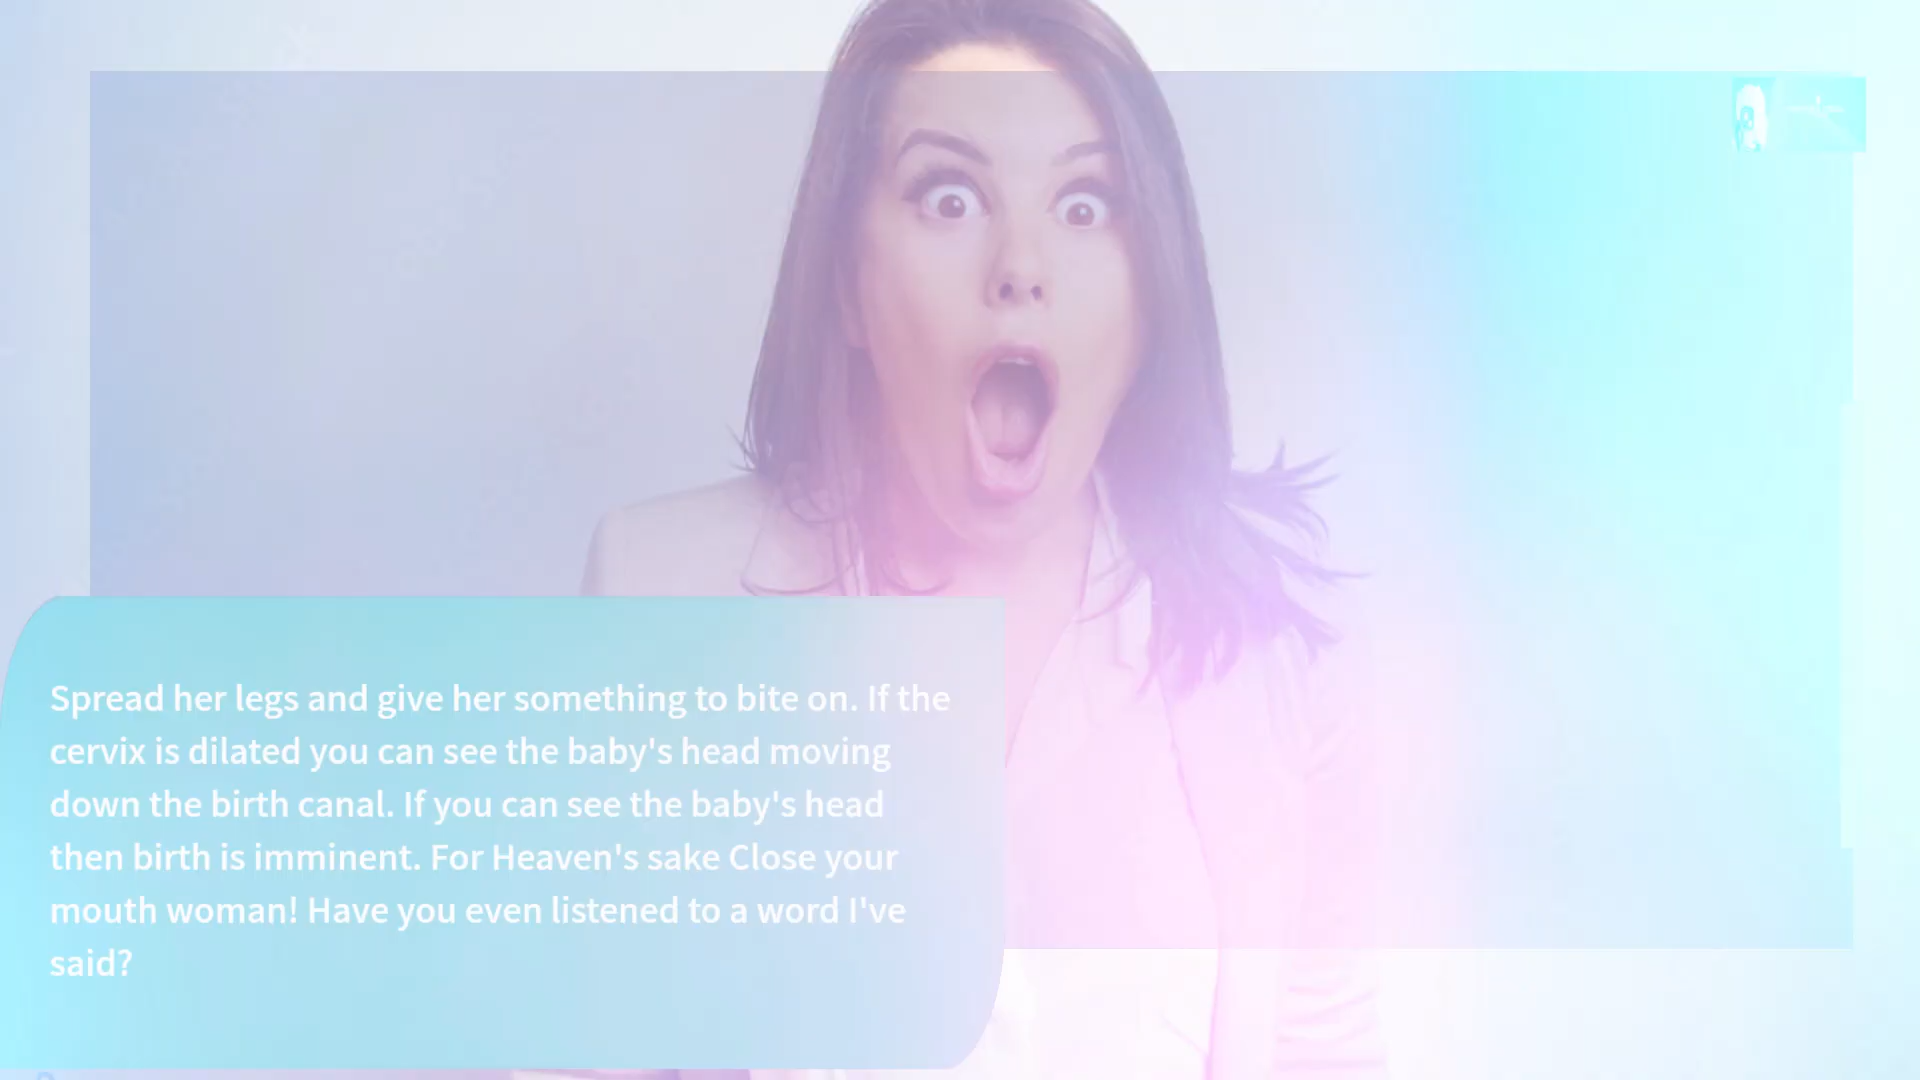 Spread her legs and give her something to bite on. If the
cervix is dilated you can see the baby's head moving
down the birth canal. If you can see the baby's head
then birth is imminent. For Heaven's sake Close your
mouth woman! Have you even listened to a word I've
said?